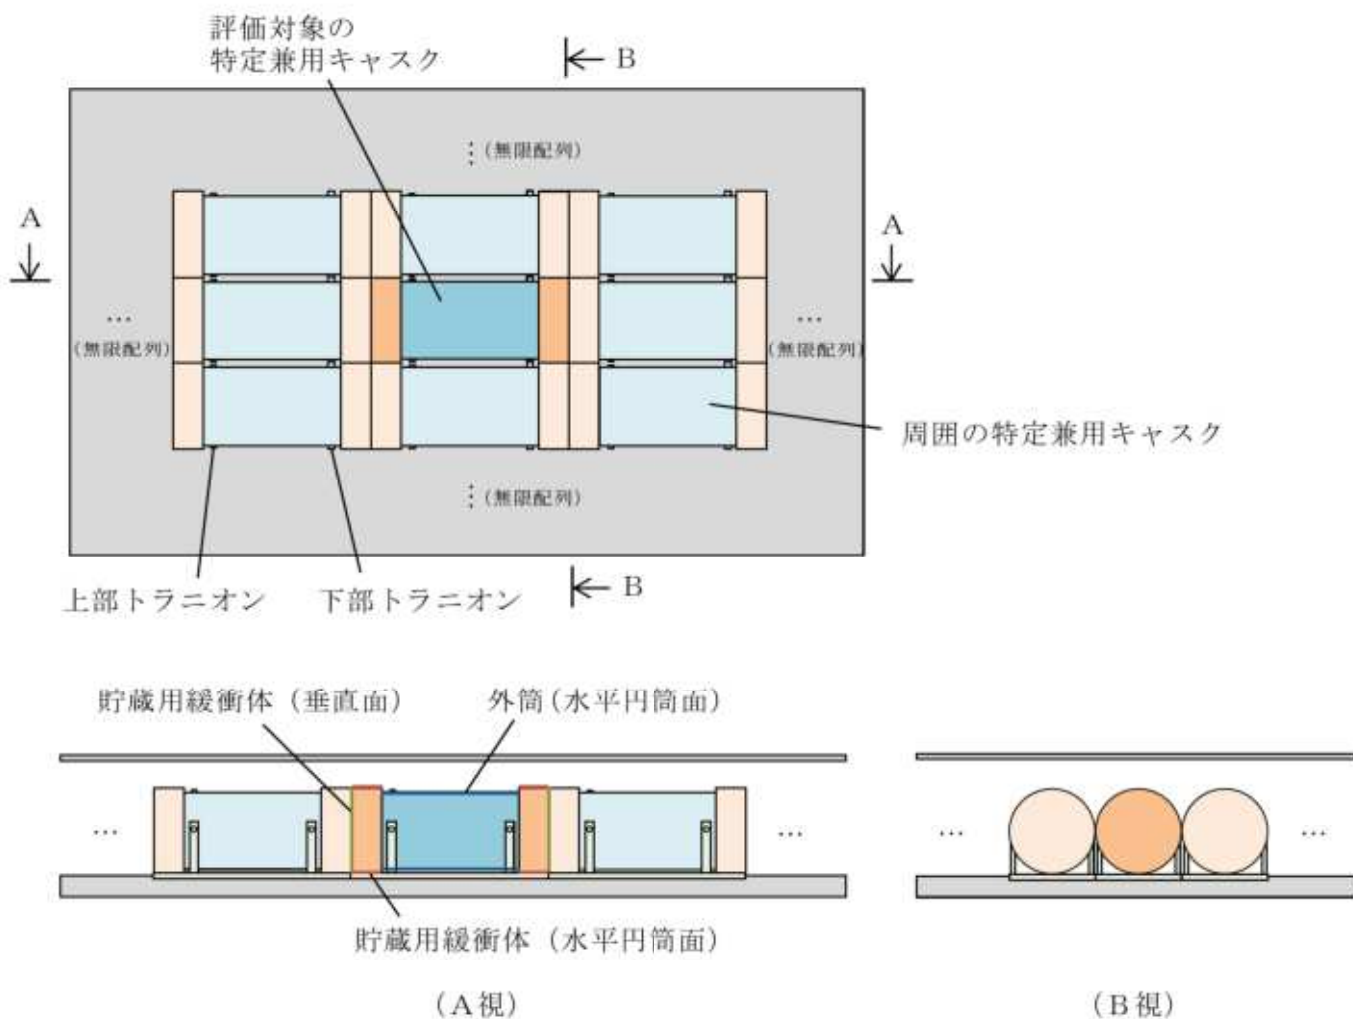 評価対象の
特定兼用キャスク
B
⋮(無限配列)
A
A
…
(無限配列)
…
(無限配列)
周囲の特定兼用キャスク
⋮(無限配列)
上部トラニオン
下部トラニオン
B
貯蔵用緩衝体（垂直面）
外筒(水平円筒面)
…
…
…
…
貯蔵用緩衝体（水平円筒面）
（A視）
（B視）